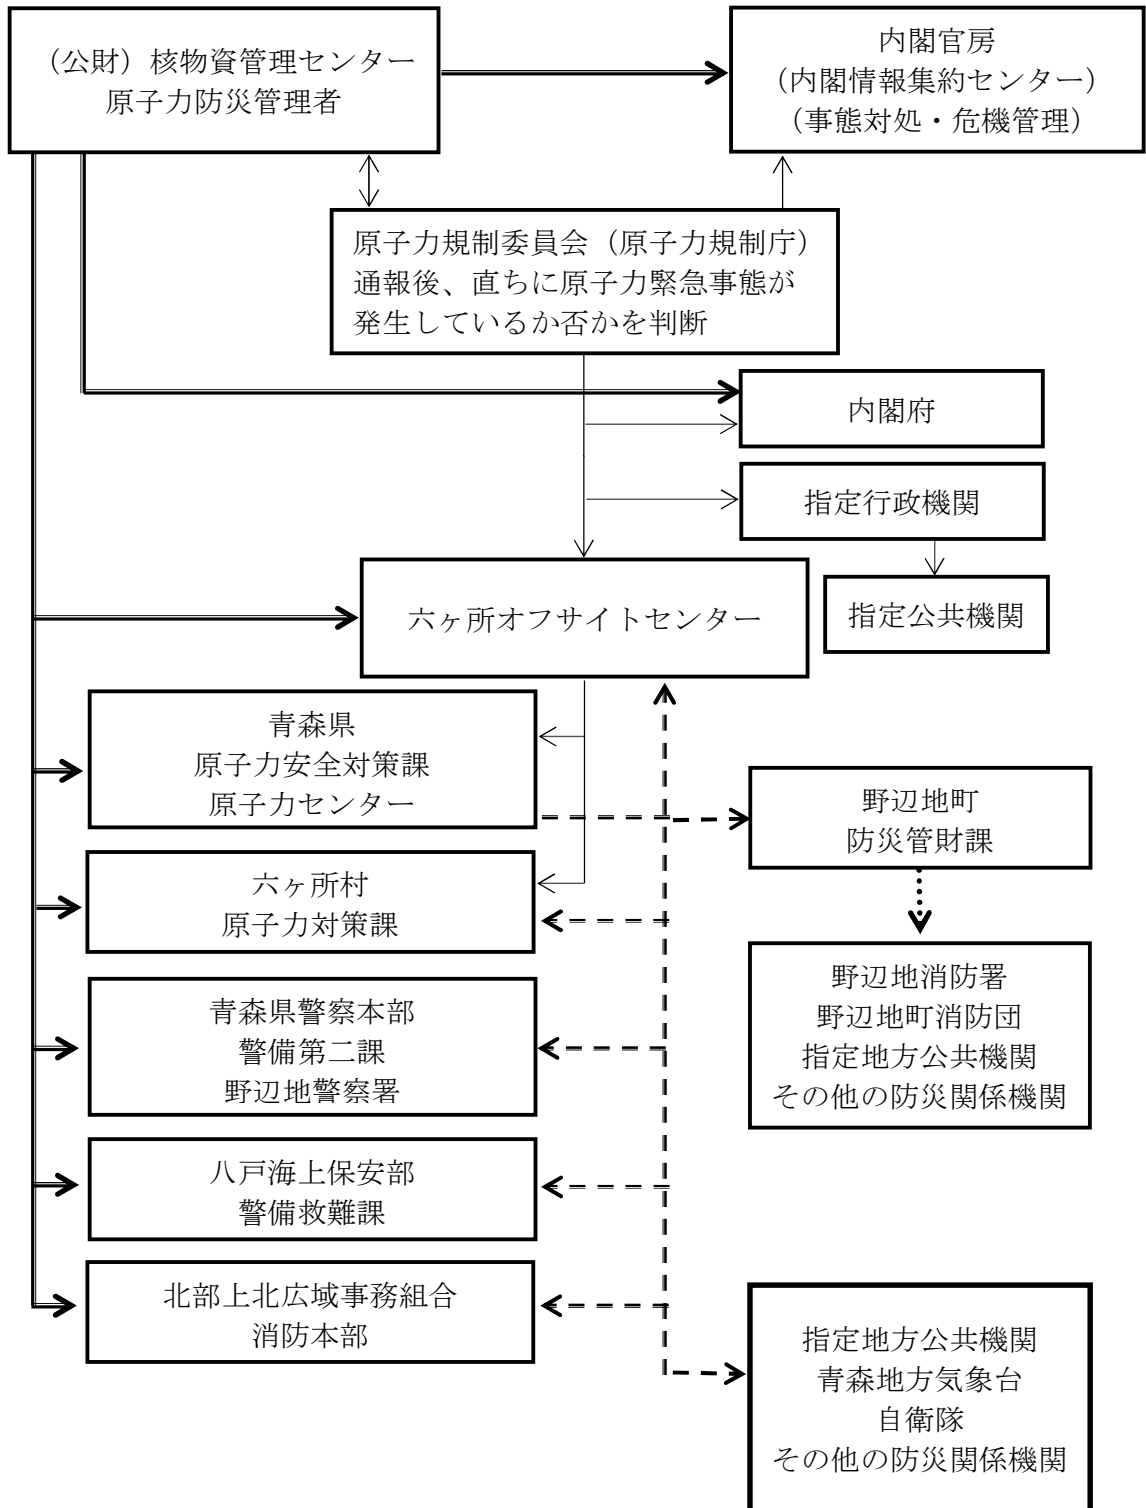 （公財）核物資管理センター
原子力防災管理者
内閣官房
（内閣情報集約センター）
（事態対処・危機管理）
原子力規制委員会（原子力規制庁）
通報後、直ちに原子力緊急事態が
発生しているか否かを判断
内閣府
指定行政機関
指定公共機関
六ヶ所オフサイトセンター
青森県
原子力安全対策課
原子力センター
野辺地町
防災管財課
六ヶ所村
原子力対策課
野辺地消防署
野辺地町消防団
指定地方公共機関
その他の防災関係機関
青森県警察本部
警備第二課
野辺地警察署
八戸海上保安部
警備救難課
北部上北広域事務組合
消防本部
指定地方公共機関
青森地方気象台
自衛隊
その他の防災関係機関